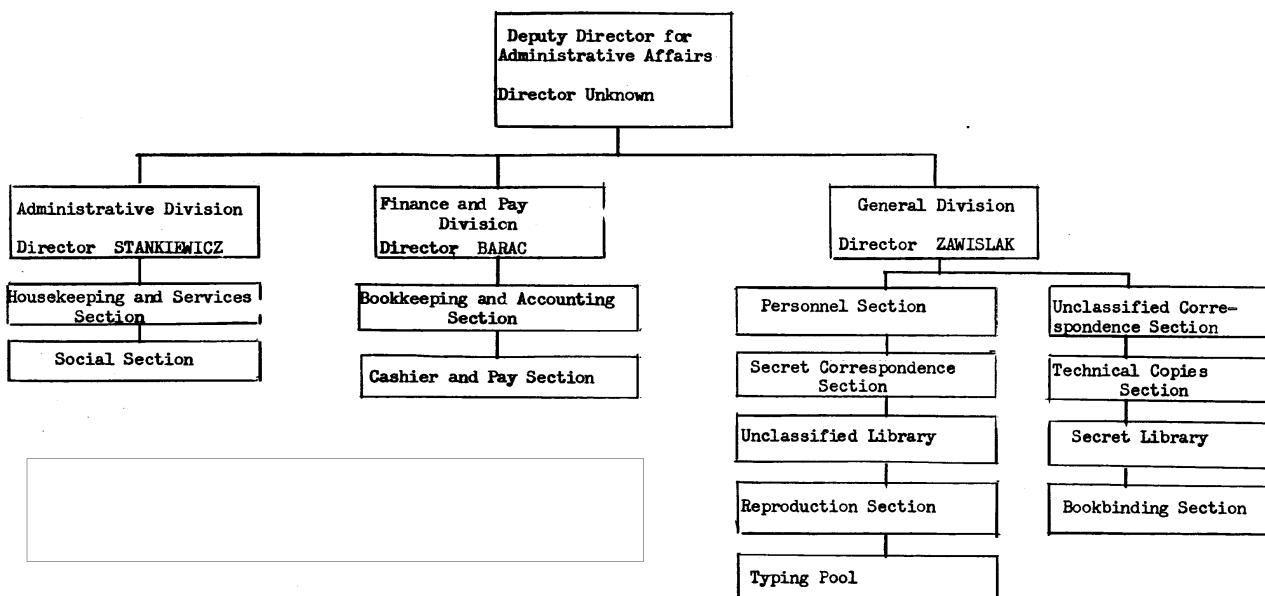 Deputy Director for
Administrative Affairs
Director Unknown
Administrative Division
Director STANKIEWICZ
Housekeeping and Services
Section
Social Section
Finance and Pay
Division
Director BARAC
Bookkeeping and Accounting
Section
Cashier and Pay Section
General Division
Director ZAWISLAK
Personnel Section
Secret Correspondence
Section
Unclassified Library
Reproduction Section
Typing Pool
Unclassified Corre-
spondence Section
Technical Copies
Section
Secret Library
Bookbinding Section